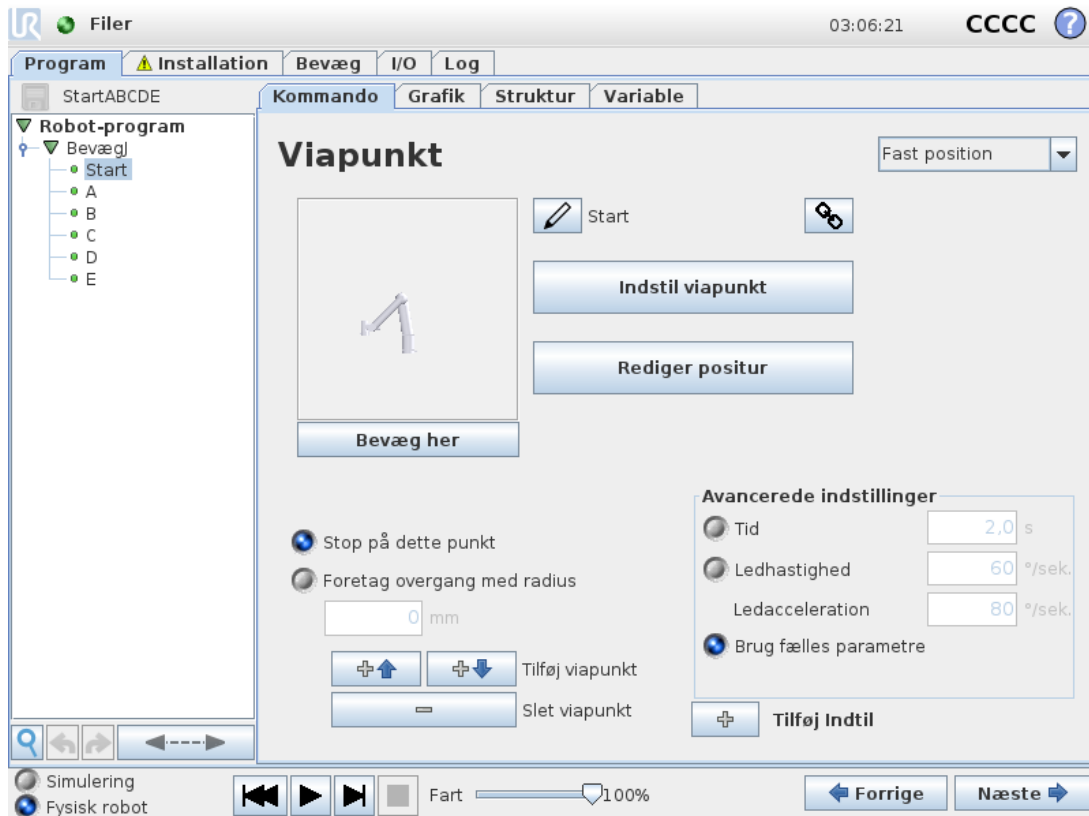 UR Filer 03:06:21 CCCC ?
Program Installation Bevæg I/O Log
StartABCDE
Kommando Grafik Struktur Variable
Robot-program
BevægJ
Start
A
B
C
D
E
Viapunkt
Fast position
Start
Indstil viapunkt
Rediger positur
Bevæg her
Stop på dette punkt
Foretag overgang med radius
0 mm
Tilføj viapunkt
Slet viapunkt
Avancerede indstillinger
Tid 2,0 s
Ledhastighed 60 °/sek.
Ledacceleration 80 °/sek.
Brug fælles parametre
Tilføj Indtil
Simulering
Fysisk robot
Fart 100%
Forrige Næste